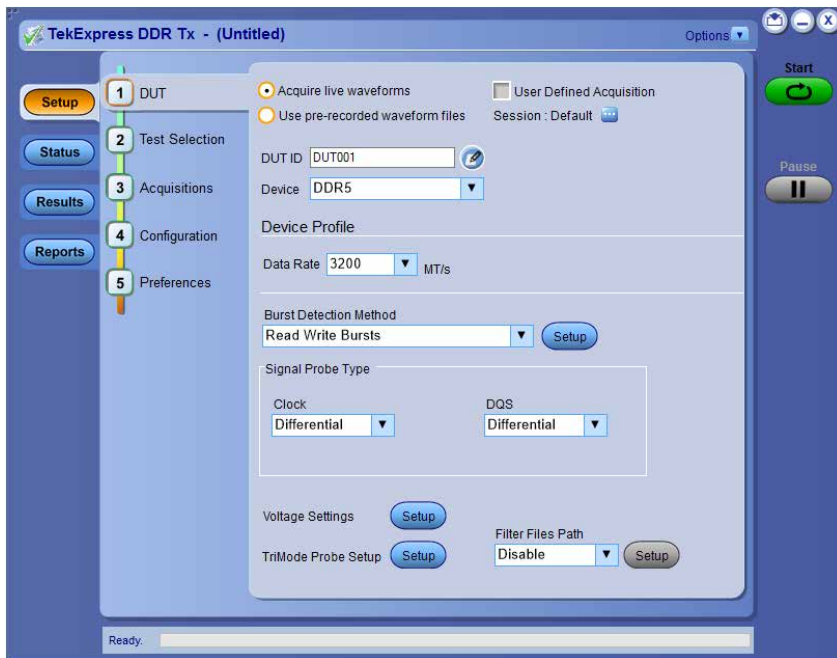 TekExpress DDR Tx - (Untitled)
Options
Start
Pause
Setup
Status
Results
Reports
1 DUT
2 Test Selection
3 Acquisitions
4 Configuration
5 Preferences
Acquire live waveforms
User Defined Acquisition
Use pre-recorded waveform files
Session : Default
DUT ID DUT001
Device DDR5
Device Profile
Data Rate 3200 MT/s
Burst Detection Method
Read Write Bursts Setup
Signal Probe Type
Clock DQS
Differential Differential
Voltage Settings Setup
Filter Files Path
TriMode Probe Setup Setup Disable Setup
Ready.